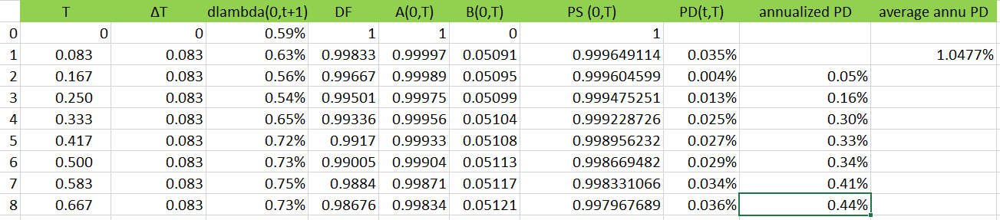 T ΔT dlambda(0,t+1) DF A(0,T) B(0,T) PS (0,T) PD(t,T) annualized PD average annu PD
0 0 0 0.59% 1 1 0 1
1 0.083 0.083 0.63% 0.99833 0.99997 0.05091 0.999649114 0.035% 1.0477%
2 0.167 0.083 0.56% 0.99667 0.99989 0.05095 0.999604599 0.004% 0.05%
3 0.250 0.083 0.54% 0.99501 0.99975 0.05099 0.999475251 0.013% 0.16%
4 0.333 0.083 0.65% 0.99336 0.99956 0.05104 0.999228726 0.025% 0.30%
5 0.417 0.083 0.72% 0.9917 0.99933 0.05108 0.998956232 0.027% 0.33%
6 0.500 0.083 0.73% 0.99005 0.99904 0.05113 0.998669482 0.029% 0.34%
7 0.583 0.083 0.75% 0.9884 0.99871 0.05117 0.998331066 0.034% 0.41%
8 0.667 0.083 0.73% 0.98676 0.99834 0.05121 0.997967689 0.036% 0.44%